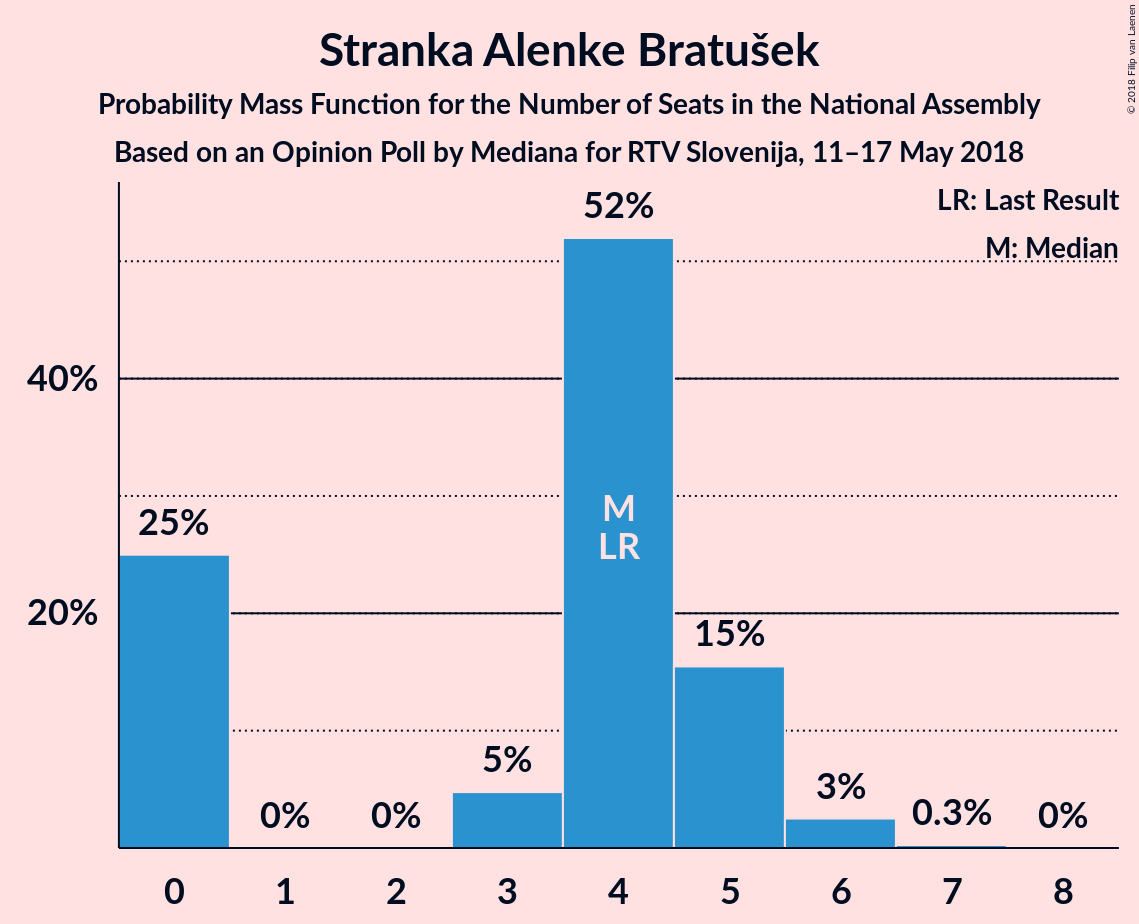 Stranka Alenke Bratušek
Probability Mass Function for the Number of Seats in the National Assembly
Based on an Opinion Poll by Mediana for RTV Slovenija, 11–17 May 2018
© 2018 Filip van Laenen
LR: Last Result
M: Median
52%
40%
M
LR
25%
20%
15%
5%
3%
0%
0%
0.3%
0%
0
1
2
3
4
5
6
7
8